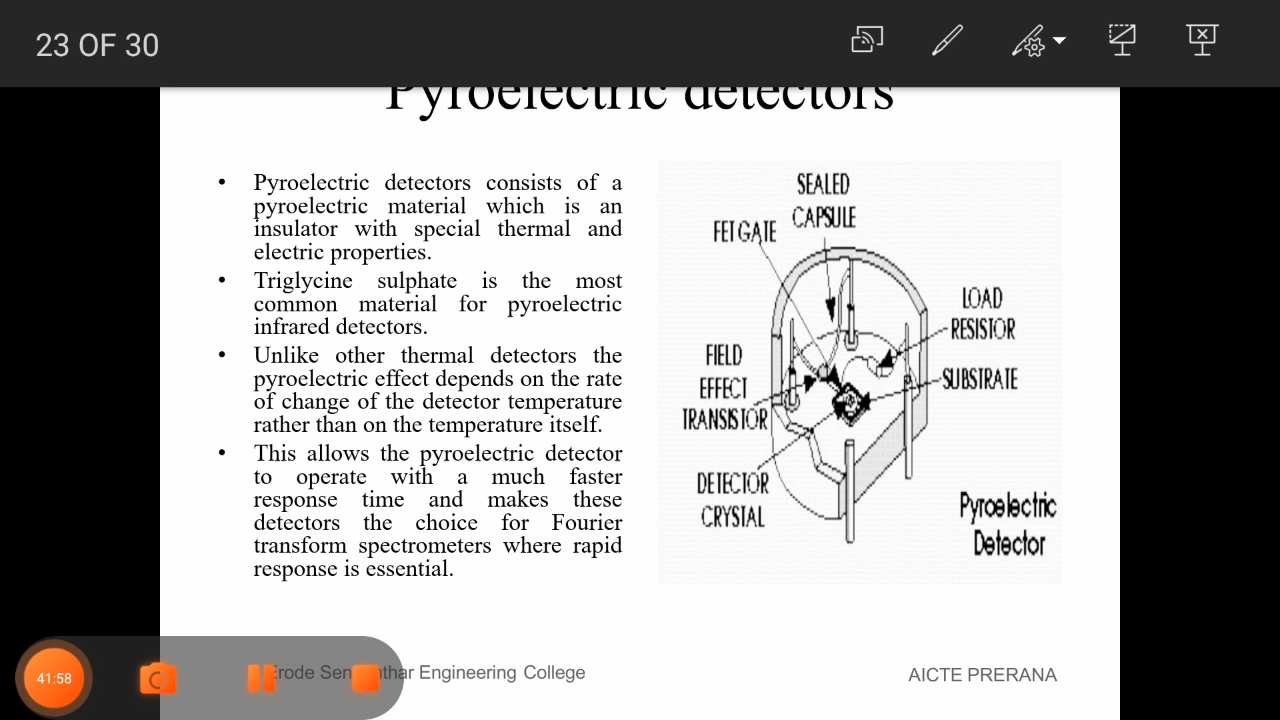 23 OF 30
Pyroelectric detectors
• Pyroelectric detectors consists of a
pyroelectric material which is an
insulator with special thermal and
electric properties.
• Triglycine sulphate is the most
common material for pyroelectric
infrared detectors.
• Unlike other thermal detectors the
pyroelectric effect depends on the rate
of change of the detector temperature
rather than on the temperature itself.
• This allows the pyroelectric detector
to operate with a much faster
response time and makes these
detectors the choice for Fourier
transform spectrometers where rapid
response is essential.
SEALED
CAPSULE
FET GATE
LOAD
RESISTOR
FIELD
EFFECT
TRANSISTOR
SUBSTRATE
DETECTOR
CRYSTAL
Pyroelectric
Detector
41:58
Erode Engineering College
AICTE PRERANA